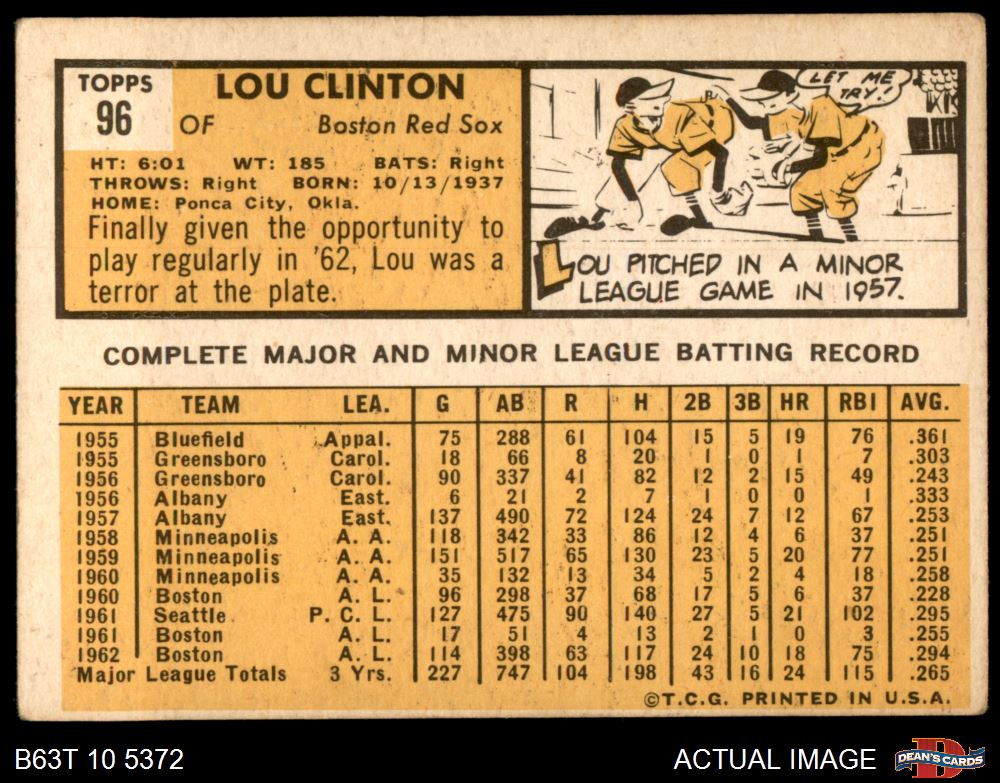 TOPPS
96
LOU CLINTON
OF Boston Red Sox
HT: 6:01 WT: 185 BATS: Right
THROWS: Right BORN: 10/13/1937
HOME: Ponca City, Okla.
Finally given the opportunity to
play regularly in '62, Lou was a
terror at the plate.
LET ME
TRY!
LOU PITCHED IN A MINOR
LEAGUE GAME IN 1957.
COMPLETE MAJOR AND MINOR LEAGUE BATTING RECORD
YEAR TEAM LEA. G AB R H 2B 3B HR RBI AVG.
1955 Bluefield Appal. 75 288 61 104 15 5 19 76 .361
1955 Greensboro Carol. 18 66 8 20 1 0 1 7 .303
1956 Greensboro Carol. 90 337 41 82 12 2 15 49 .243
1956 Albany East. 6 21 2 7 1 0 0 1 .333
1957 Albany East. 137 490 72 124 24 7 12 67 .253
1958 Minneapolis A. A. 118 342 33 86 12 4 6 37 .251
1959 Minneapolis A. A. 151 517 65 130 23 5 20 77 .251
1960 Minneapolis A. A. 35 132 13 34 5 2 4 18 .258
1960 Boston A. L. 96 298 37 68 17 5 6 37 .228
1961 Seattle P. C. L. 127 475 90 140 27 5 21 102 .295
1961 Boston A. L. 17 51 4 13 2 1 0 3 .255
1962 Boston A. L. 114 398 63 117 24 10 18 75 .294
Major League Totals 3 Yrs. 227 747 104 198 43 16 24 115 .265
©T.C.G. PRINTED IN U.S.A.
B63T 10 5372
ACTUAL IMAGE
D
DEAN'S CARDS